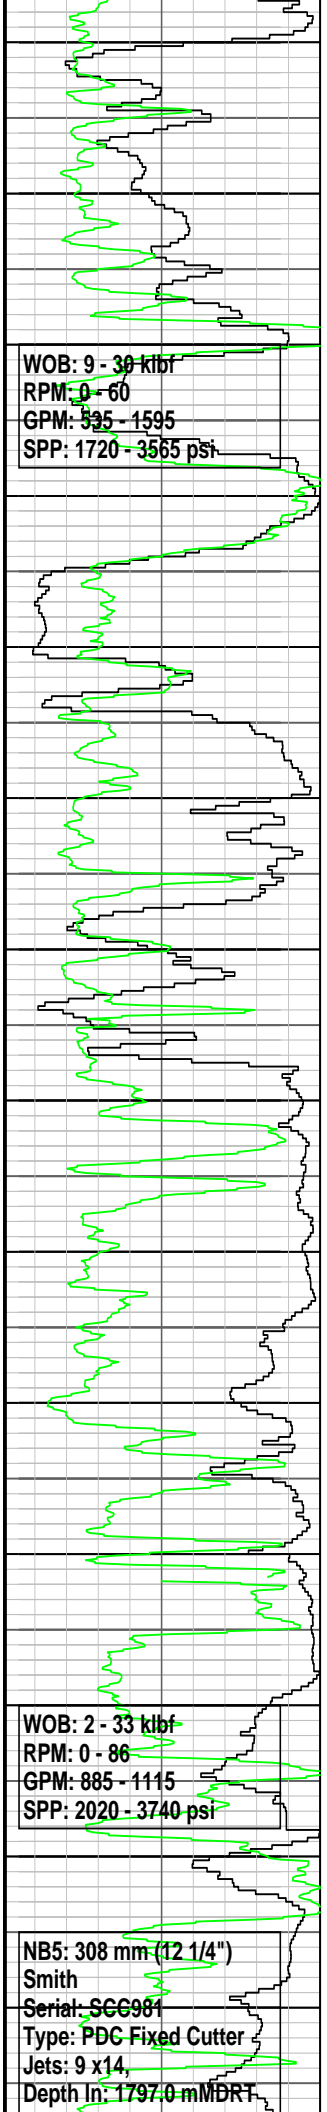 WOB: 9 - 30 klbf
RPM: 0 - 60
GPM: 535 - 1595
SPP: 1720 - 3565 psi
WOB: 2 - 33 klbf
RPM: 0 - 86
GPM: 885 - 1115
SPP: 2020 - 3740 psi
NB5: 308 mm (12 1/4")
Smith
Serial: SCC981
Type: PDC Fixed Cutter
Jets: 9 x14,
Depth In: 1797.0 mMDRT